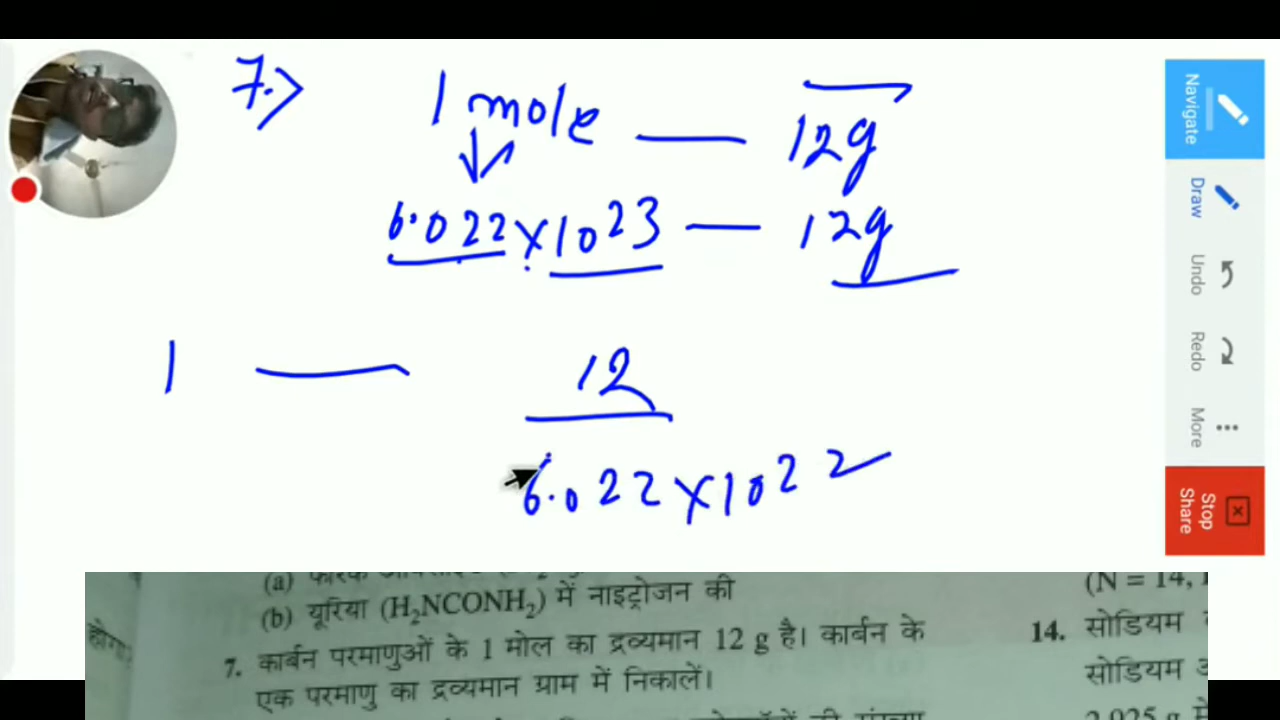 7.>
1 mole — 12g
6.022×10²³ — 12g
1 — 12
6.022×10²²
Navigate
Draw
Undo
Redo
More
Stop Share
(a)
(b) यूरिया (H₂NCONH₂) में नाइट्रोजन की
7. कार्बन परमाणुओं के 1 मोल का द्रव्यमान 12 g है। कार्बन के
एक परमाणु का द्रव्यमान ग्राम में निकालें।
की संख्या
(N = 14,
14. सोडियम
सोडियम
2.025 g में